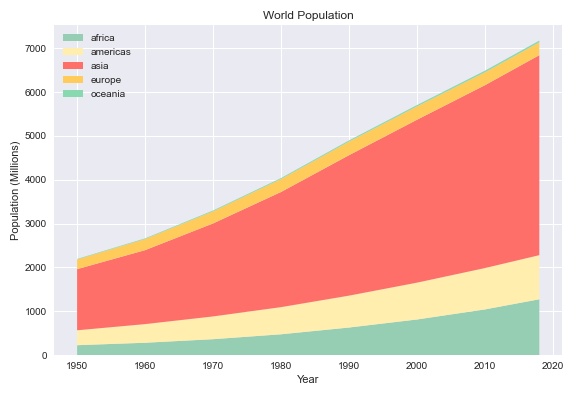 World Population
africa
americas
asia
europe
oceania
Population (Millions)
7000
6000
5000
4000
3000
2000
1000
0
1950 1960 1970 1980 1990 2000 2010 2020
Year